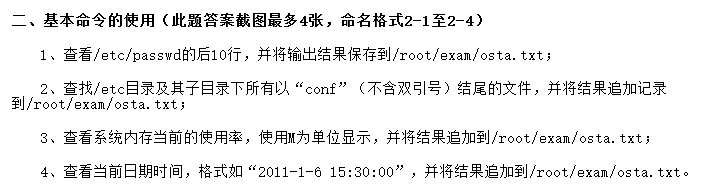 二、基本命令的使用（此题答案截图最多4张，命名格式2-1至2-4）
1、查看/etc/passwd的后10行，并将输出结果保存到/root/exam/osta.txt；
2、查找/etc目录及其子目录下所有以“conf”（不含双引号）结尾的文件，并将结果追加记录
到/root/exam/osta.txt；
3、查看系统内存当前的使用率，使用M为单位显示，并将结果追加到/root/exam/osta.txt；
4、查看当前日期时间，格式如“2011-1-6 15:30:00”，并将结果追加到/root/exam/osta.txt。